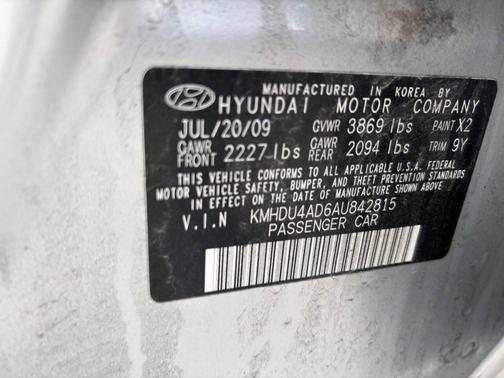 MANUFACTURED IN KOREA BY
HYUNDAI MOTOR COMPANY
JUL/20/09 GVWR 3869 lbs PAINT X2
GAWR FRONT 2227 lbs GAWR REAR 2094 lbs TRIM 9Y
THIS VEHICLE CONFORMS TO ALL APPLICABLE U.S.A. FEDERAL
MOTOR VEHICLE SAFETY, BUMPER, AND THEFT PREVENTION
STANDARDS IN EFFECT ON THE DATE OF MANUFACTURE SHOWN ABOVE.
V.I.N KMHDU4AD6AU842815
PASSENGER CAR